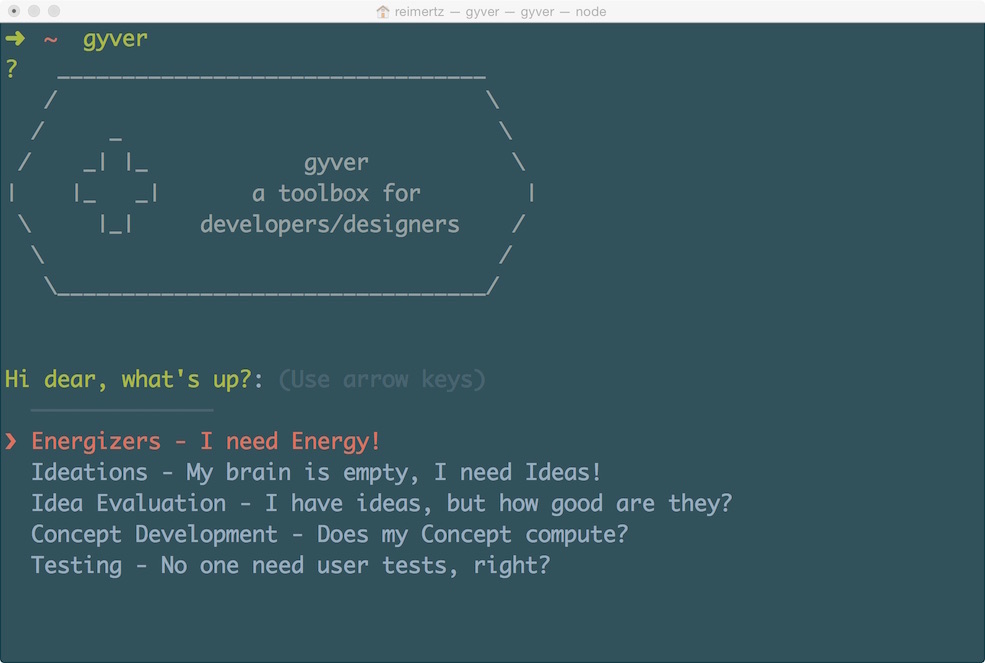 reimertz — gyver — gyver — node
➜ ~ gyver
?
gyver
a toolbox for
developers/designers
Hi dear, what's up?: (Use arrow keys)
❯ Energizers - I need Energy!
Ideations - My brain is empty, I need Ideas!
Idea Evaluation - I have ideas, but how good are they?
Concept Development - Does my Concept compute?
Testing - No one need user tests, right?